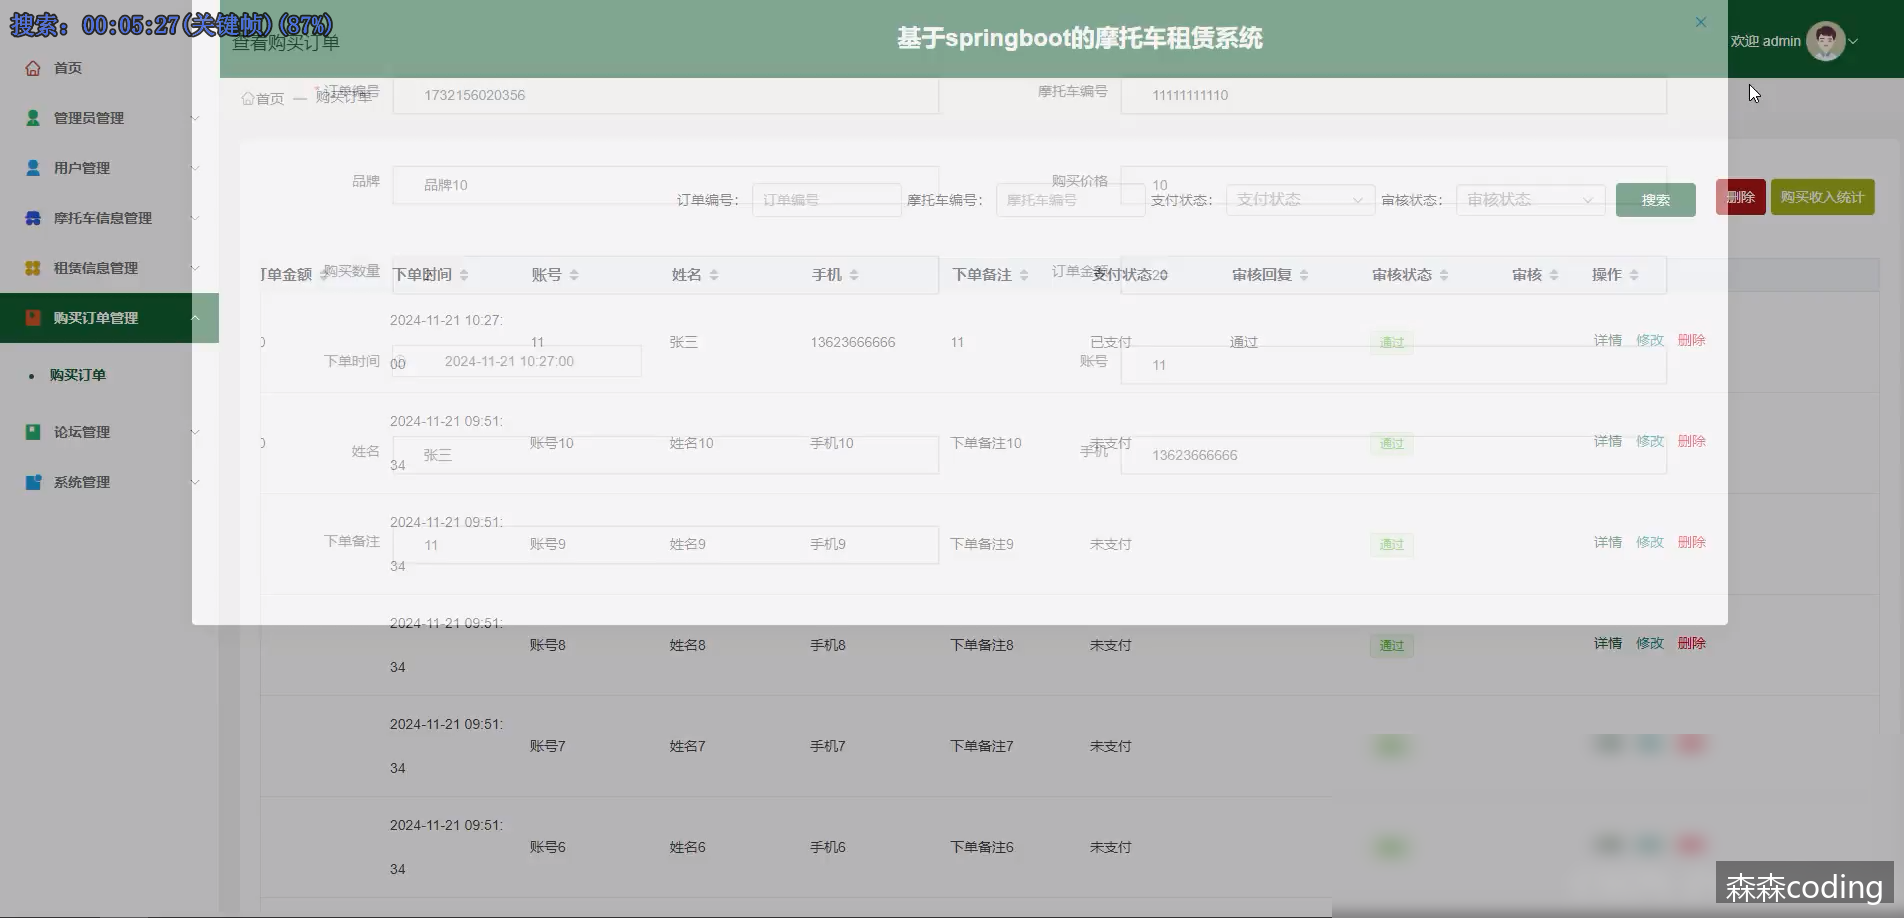 搜索: 00:05:27(关键帧)(87%)
查看购买订单
基于springboot的摩托车租赁系统
欢迎 admin
首页
管理员管理
用户管理
摩托车信息管理
租赁信息管理
购买订单管理
购买订单
论坛管理
系统管理
首页 — 购买订单
* 订单编号 1732156020356 摩托车编号 11111111110
品牌 品牌10 购买价格 10
订单编号: 订单编号 摩托车编号: 摩托车编号 支付状态: 支付状态 审核状态: 审核状态 搜索 删除 购买收入统计
购买数量 订单金额 20
订单金额 下单时间 账号 姓名 手机 下单备注 支付状态 审核回复 审核状态 审核 操作
2024-11-21 10:27:
00 11 张三 13623666666 11 已支付 通过 通过 详情 修改 删除
下单时间 2024-11-21 10:27:00 账号 11
2024-11-21 09:51:
34 账号10 姓名10 手机10 下单备注10 未支付 通过 详情 修改 删除
姓名 张三 手机 13623666666
2024-11-21 09:51:
34 账号9 姓名9 手机9 下单备注9 未支付 通过 详情 修改 删除
下单备注 11
2024-11-21 09:51:
34 账号8 姓名8 手机8 下单备注8 未支付 通过 详情 修改 删除
2024-11-21 09:51:
34 账号7 姓名7 手机7 下单备注7 未支付
2024-11-21 09:51:
34 账号6 姓名6 手机6 下单备注6 未支付
森森coding